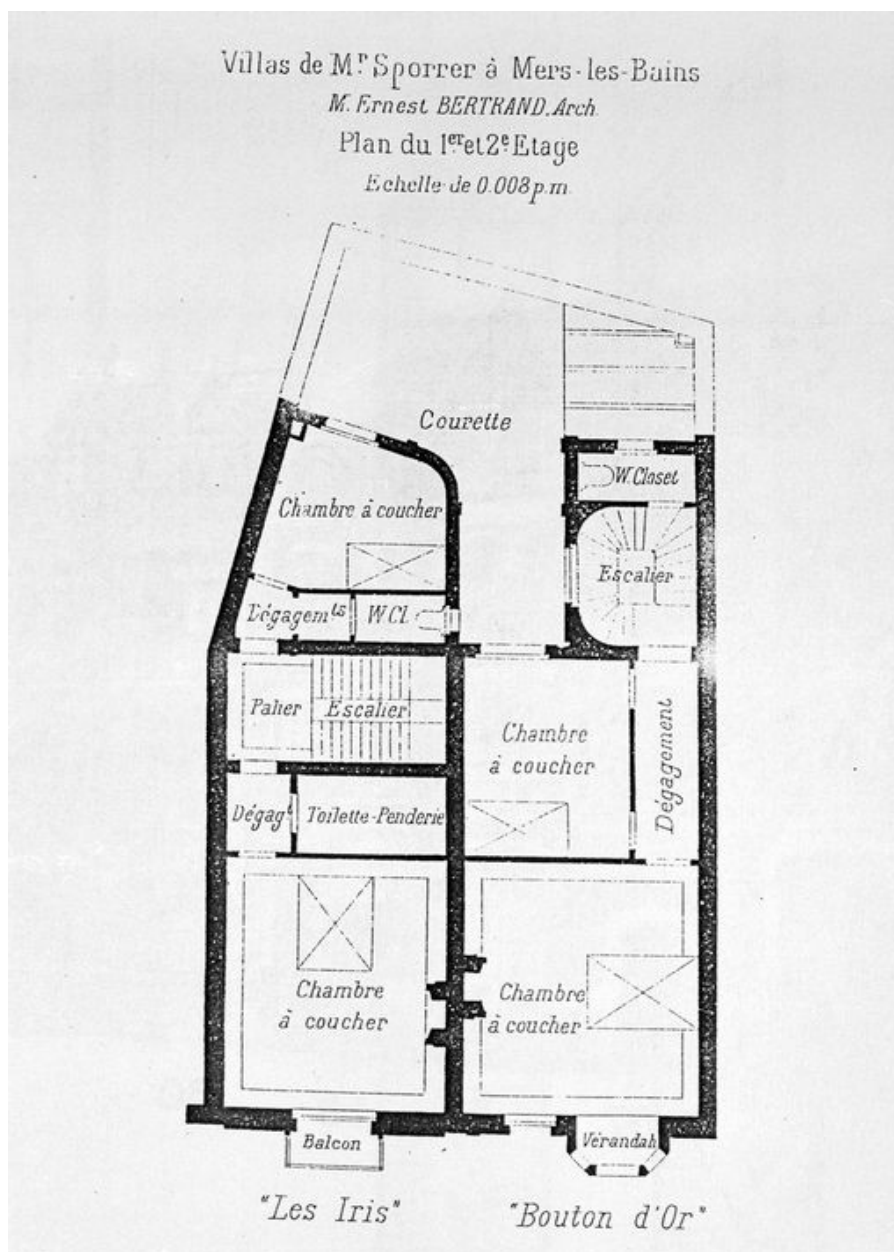 Villas de Mr Sporrer à Mers-les-Bains
M. Ernest BERTRAND. Arch.
Plan du 1er et 2e Etage
Echelle de 0.008 p.m.
Courette
W. Closet
Chambre à coucher
Escalier
Dégagemts
W Cl.
Palier
Escalier
Chambre
à coucher
Dégagement
Dégagt
Toilette-Penderie
Chambre
à coucher
Chambre
à coucher
Balcon
Vérandah
"Les Iris"
"Bouton d'Or"